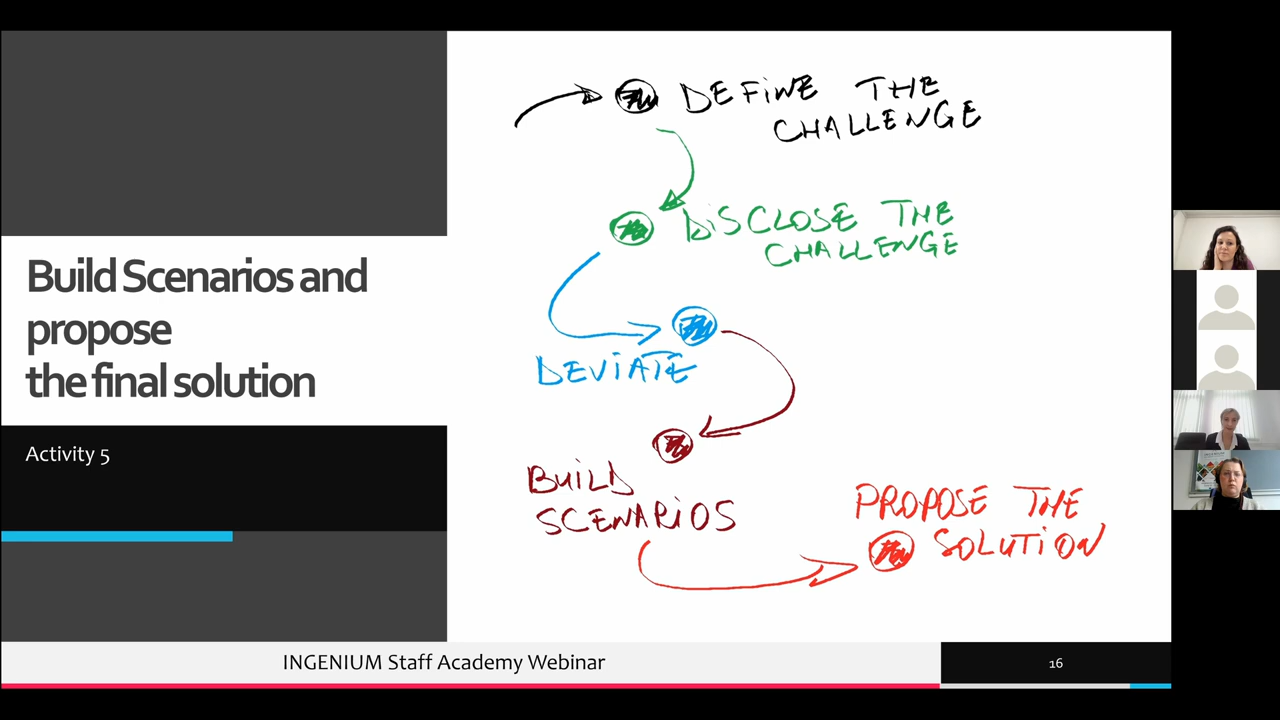 Build Scenarios and
propose
the final solution
Activity 5
DEFINE THE
CHALLENGE
DISCLOSE THE
CHALLENGE
DEVIATE
BUILD
SCENARIOS
PROPOSE THE
SOLUTION
INGENIUM Staff Academy Webinar
16